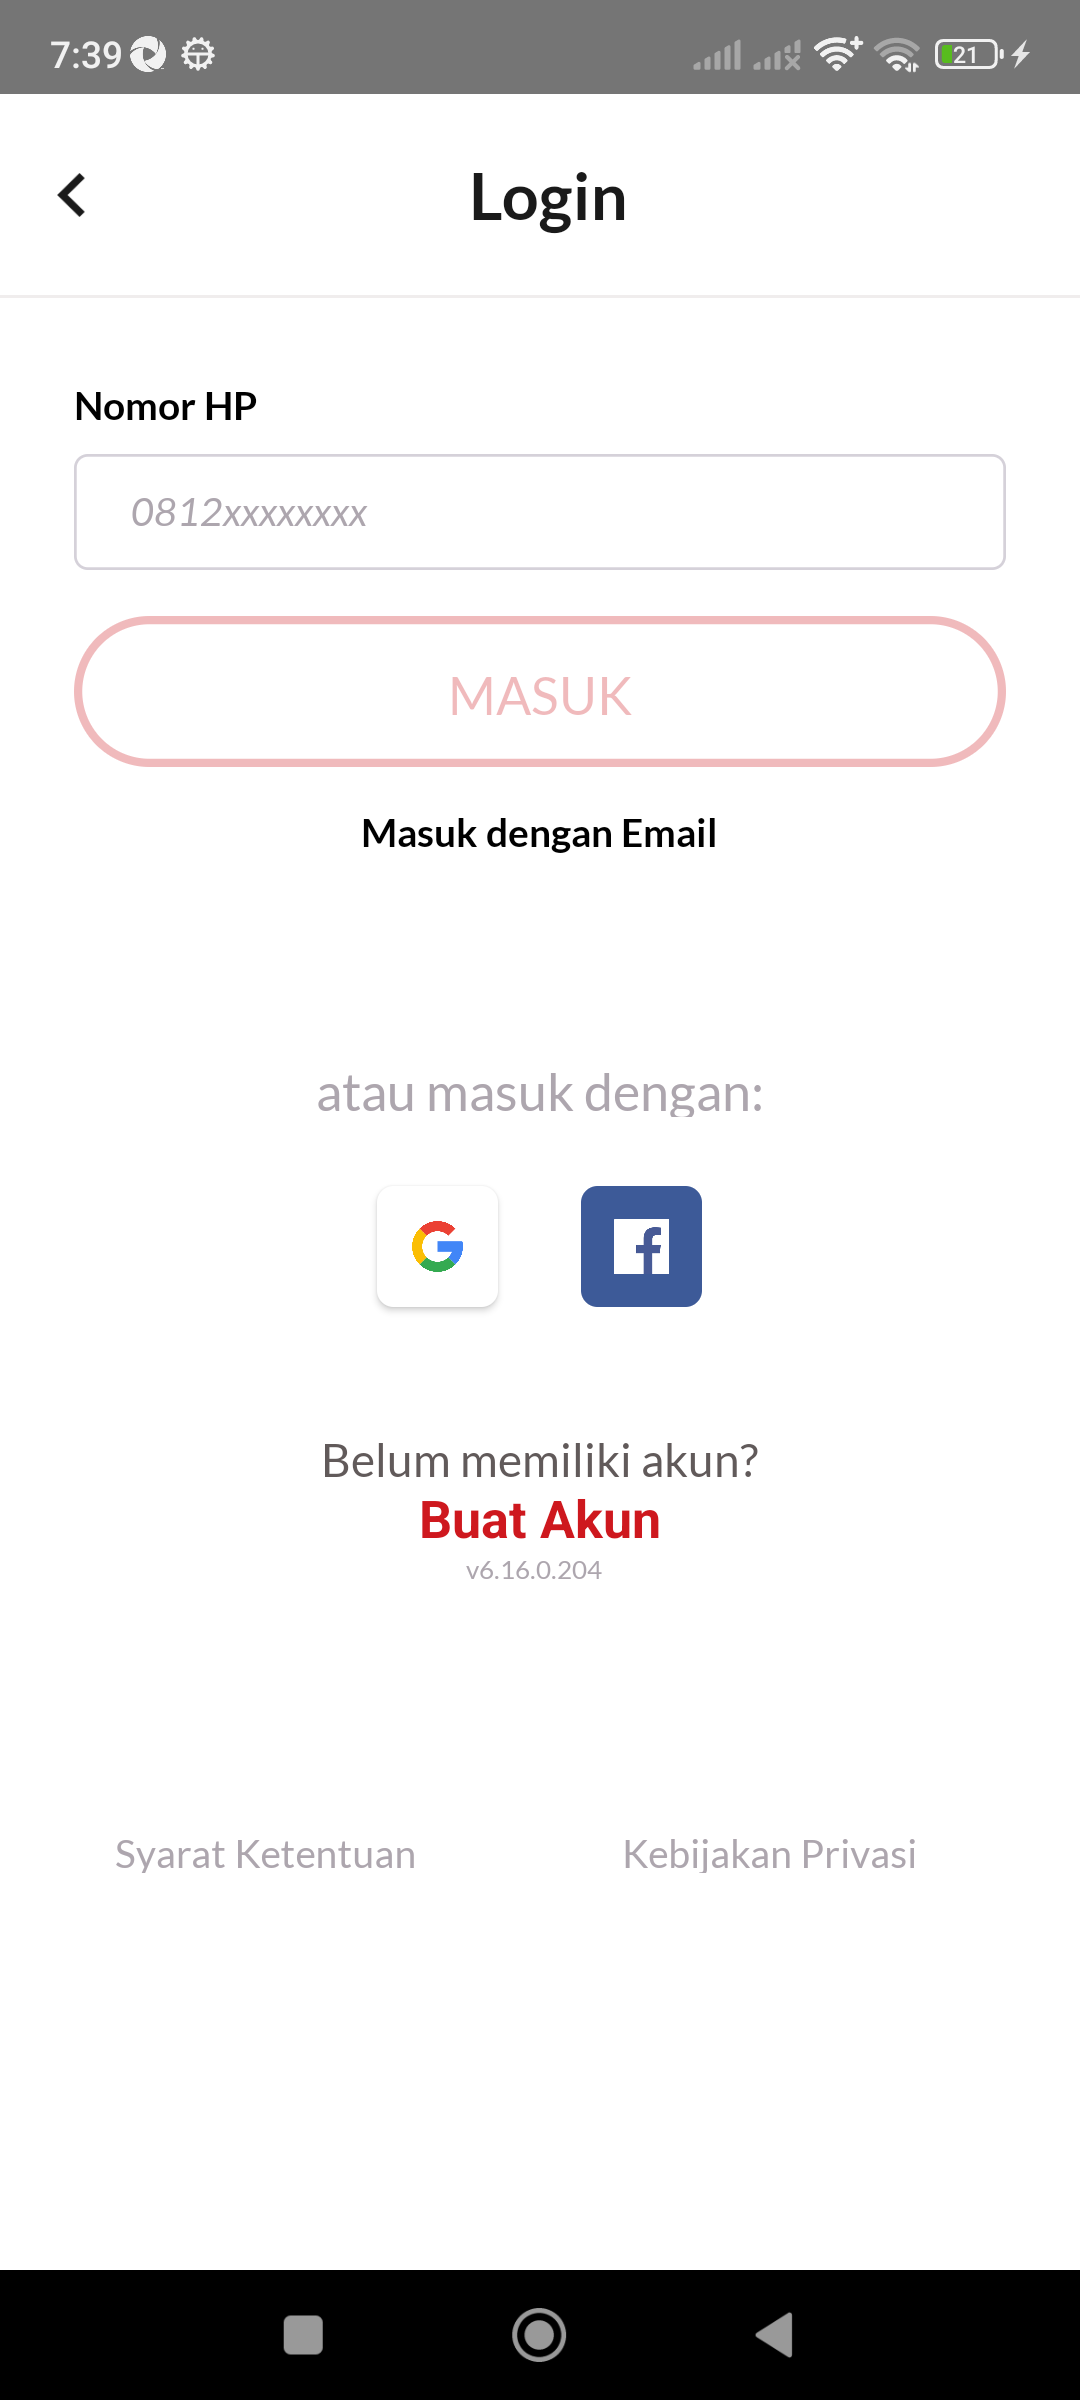 7:39
21
Login
Nomor HP
0812xxxxxxxx
MASUK
Masuk dengan Email
atau masuk dengan:
Belum memiliki akun?
Buat Akun
v6.16.0.204
Syarat Ketentuan
Kebijakan Privasi